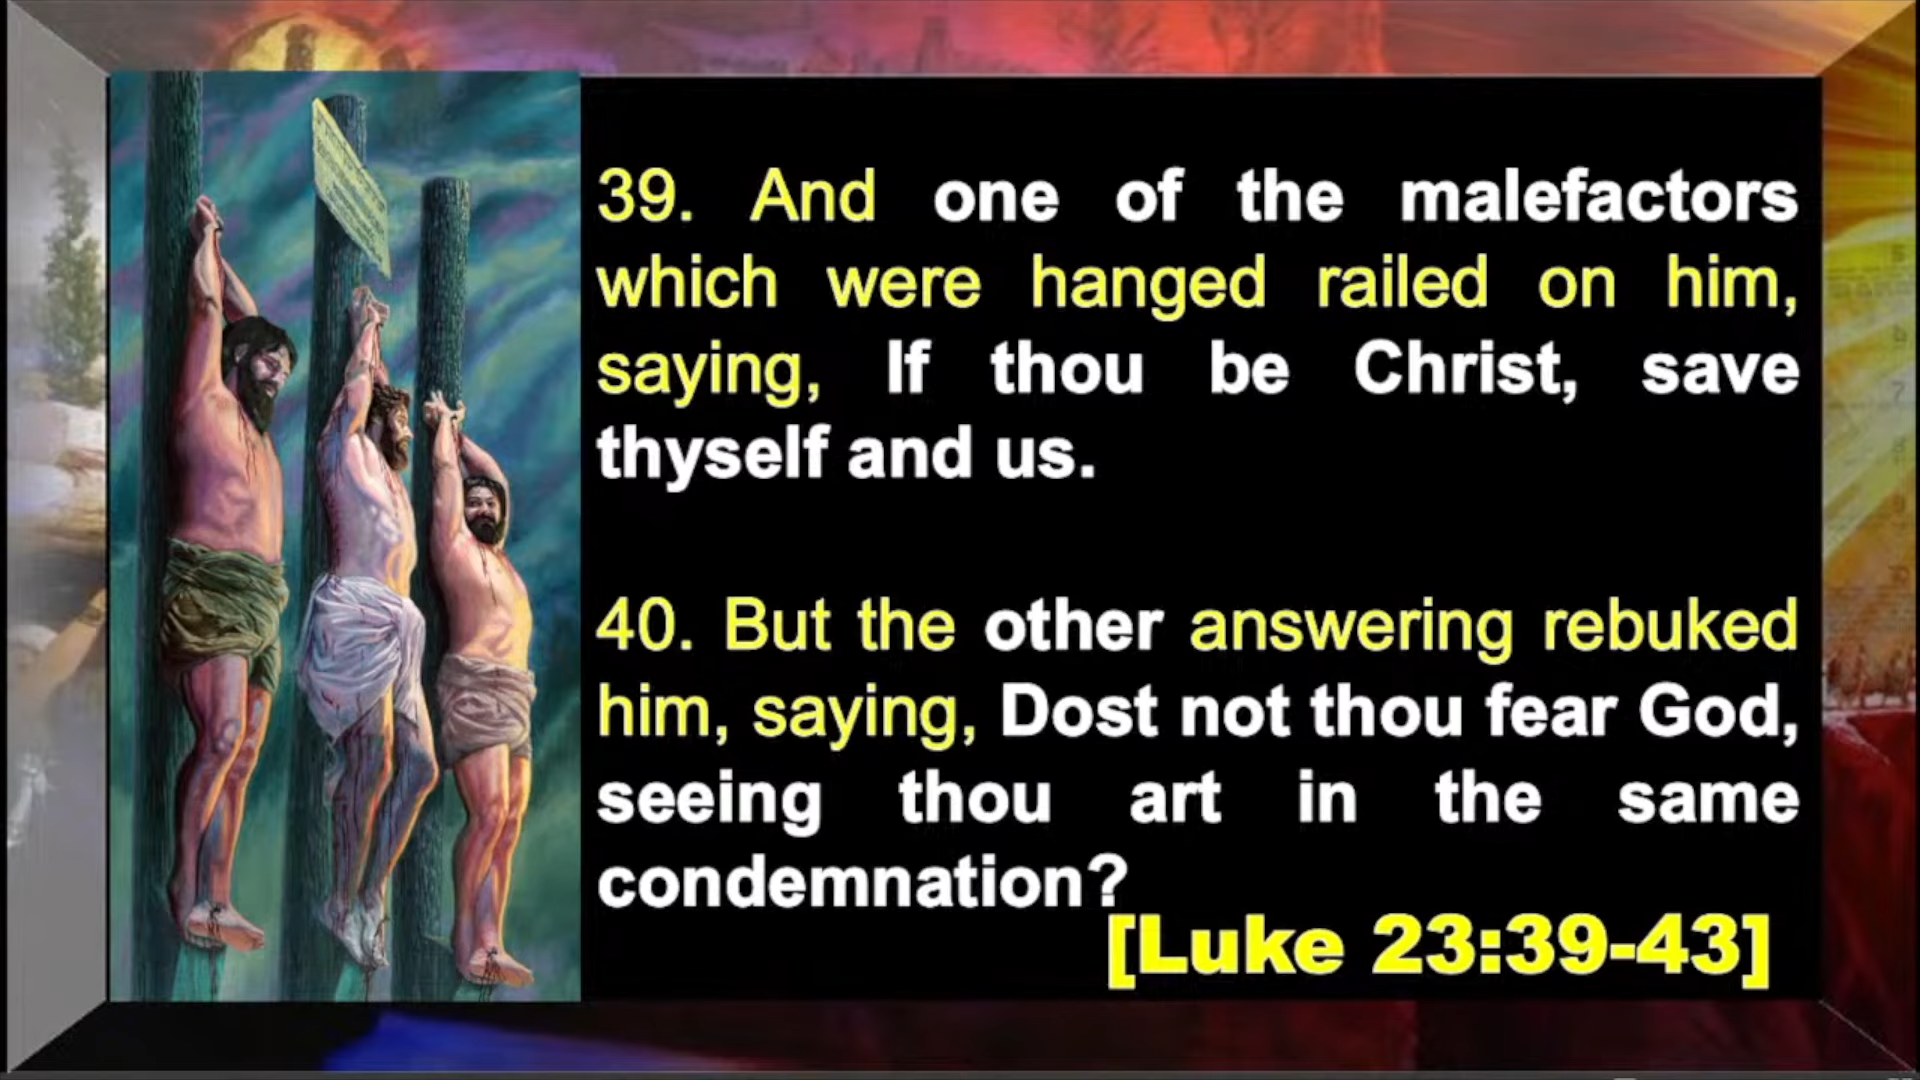 39. And one of the malefactors
which were hanged railed on him,
saying, If thou be Christ, save
thyself and us.
40. But the other answering rebuked
him, saying, Dost not thou fear God,
seeing thou art in the same
condemnation?
[Luke 23:39-43]